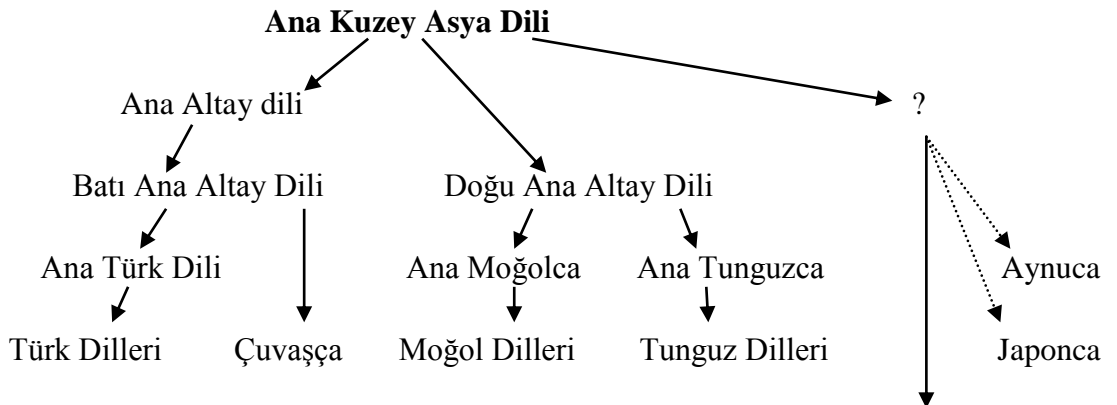 Ana Kuzey Asya Dili
Ana Altay dili ?
Batı Ana Altay Dili Doğu Ana Altay Dili
Ana Türk Dili Ana Moğolca Ana Tunguzca Aynuca
Türk Dilleri Çuvaşça Moğol Dilleri Tunguz Dilleri Japonca